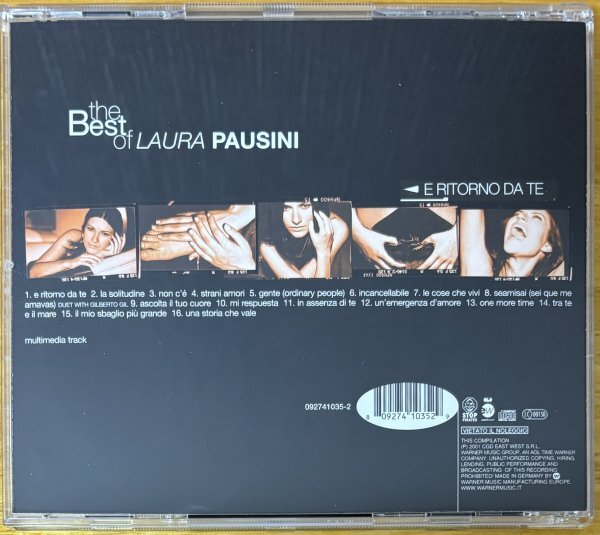 the
Best
of LAURA PAUSINI
◄ E RITORNO DA TE
1. e ritorno da te 2. la solitudine 3. non c'é 4. strani amori 5. gente (ordinary people) 6. incancellabile 7. le cose che vivi 8. seamisai (sei que me
amavas) DUET WITH GILBERTO GIL 9. ascolta il tuo cuore 10. mi respuesta 11. in assenza di te 12. un'emergenza d'amore 13. one more time 14. tra te
e il mare 15. il mio sbaglio più grande 16. una storia che vale
multimedia track
092741035-2
8 09274 10352 9
STOP
PIRATES
LC 00150
VIETATO IL NOLEGGIO
THIS COMPILATION
(P) 2001 CGD EAST WEST S.R.L.
WARNER MUSIC GROUP, AN AOL TIME WARNER
COMPANY. UNAUTHORIZED COPYING, HIRING,
LENDING, PUBLIC PERFORMANCE AND
BROADCASTING OF THIS RECORDING
PROHIBITED! MADE IN GERMANY BY
WARNER MUSIC MANUFACTURING EUROPE.
WWW.WARNERMUSIC.IT